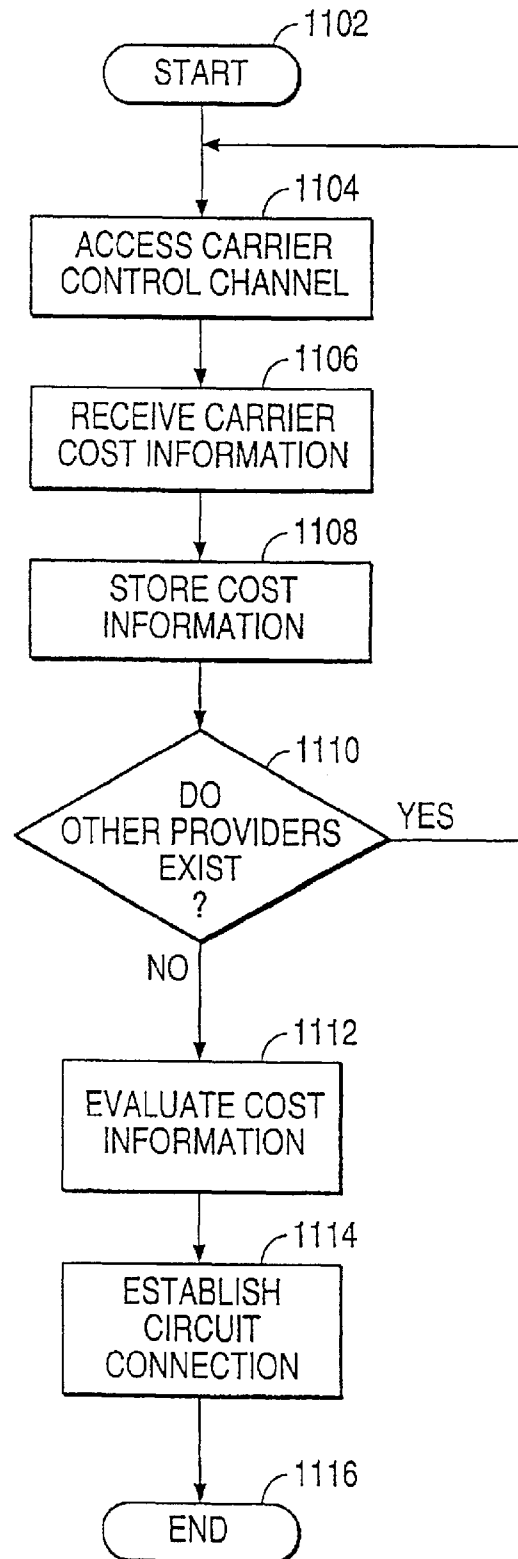 1102
START
1104
ACCESS CARRIER
CONTROL CHANNEL
1106
RECEIVE CARRIER
COST INFORMATION
1108
STORE COST
INFORMATION
1110
DO
OTHER PROVIDERS
EXIST
?
YES
NO
1112
EVALUATE COST
INFORMATION
1114
ESTABLISH
CIRCUIT
CONNECTION
1116
END